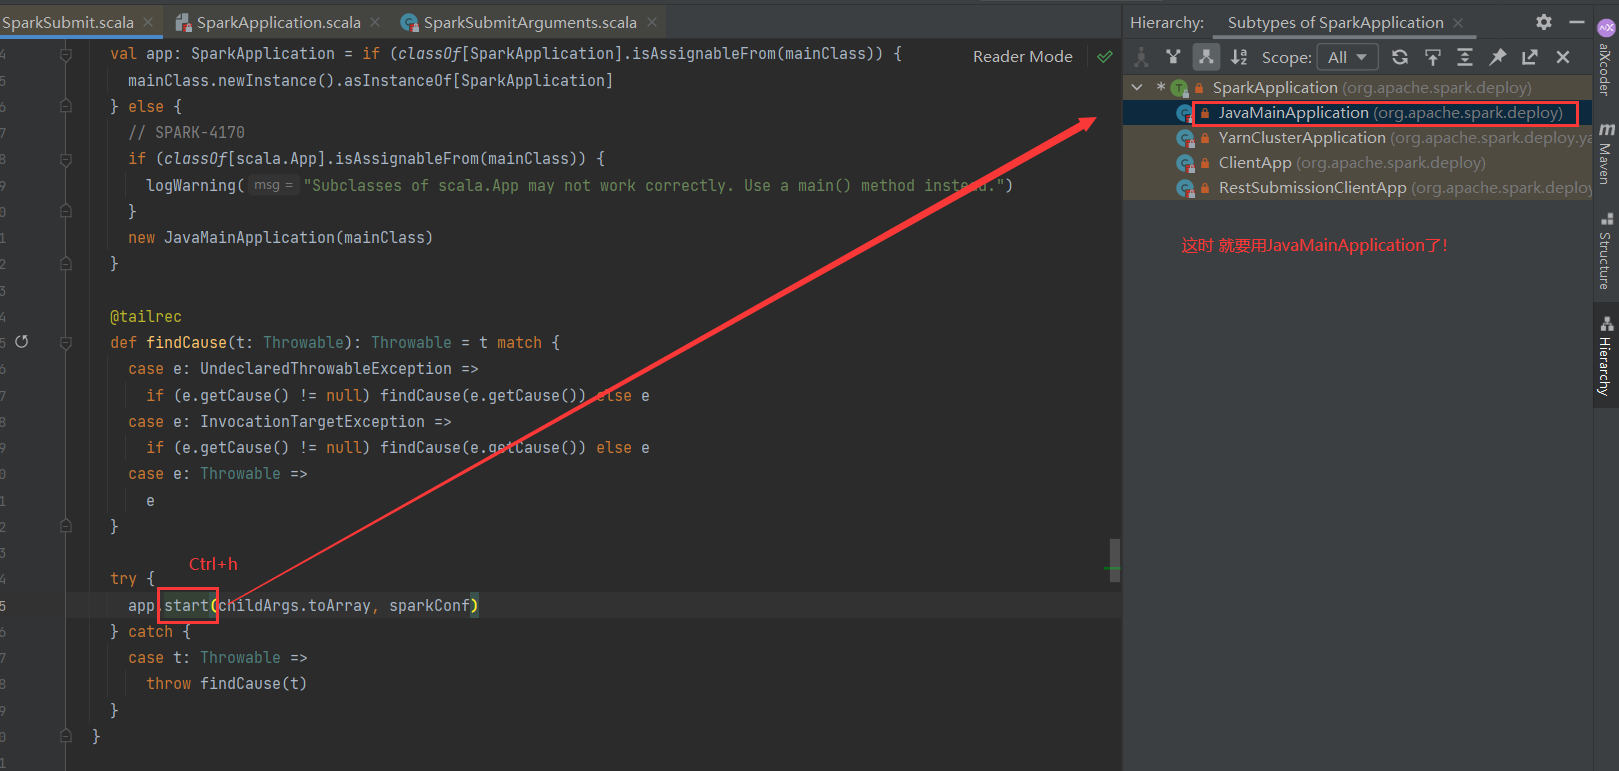 SparkSubmit.scala
SparkApplication.scala
SparkSubmitArguments.scala
Hierarchy:
Subtypes of SparkApplication
Reader Mode
Scope:
All
val app: SparkApplication = if (classOf[SparkApplication].isAssignableFrom(mainClass)) {
mainClass.newInstance().asInstanceOf[SparkApplication]
} else {
// SPARK-4170
if (classOf[scala.App].isAssignableFrom(mainClass)) {
logWarning( msg = "Subclasses of scala.App may not work correctly. Use a main() method instead.")
}
new JavaMainApplication(mainClass)
}
@tailrec
def findCause(t: Throwable): Throwable = t match {
case e: UndeclaredThrowableException =>
if (e.getCause() != null) findCause(e.getCause()) else e
case e: InvocationTargetException =>
if (e.getCause() != null) findCause(e.getCause()) else e
case e: Throwable =>
e
}
Ctrl+h
try {
app.start(childArgs.toArray, sparkConf)
} catch {
case t: Throwable =>
throw findCause(t)
}
}
SparkApplication (org.apache.spark.deploy)
JavaMainApplication (org.apache.spark.deploy)
YarnClusterApplication (org.apache.spark.deploy.ya
ClientApp (org.apache.spark.deploy)
RestSubmissionClientApp (org.apache.spark.deploy
这时 就要用JavaMainApplication了!
aiXcoder
Maven
Structure
Hierarchy